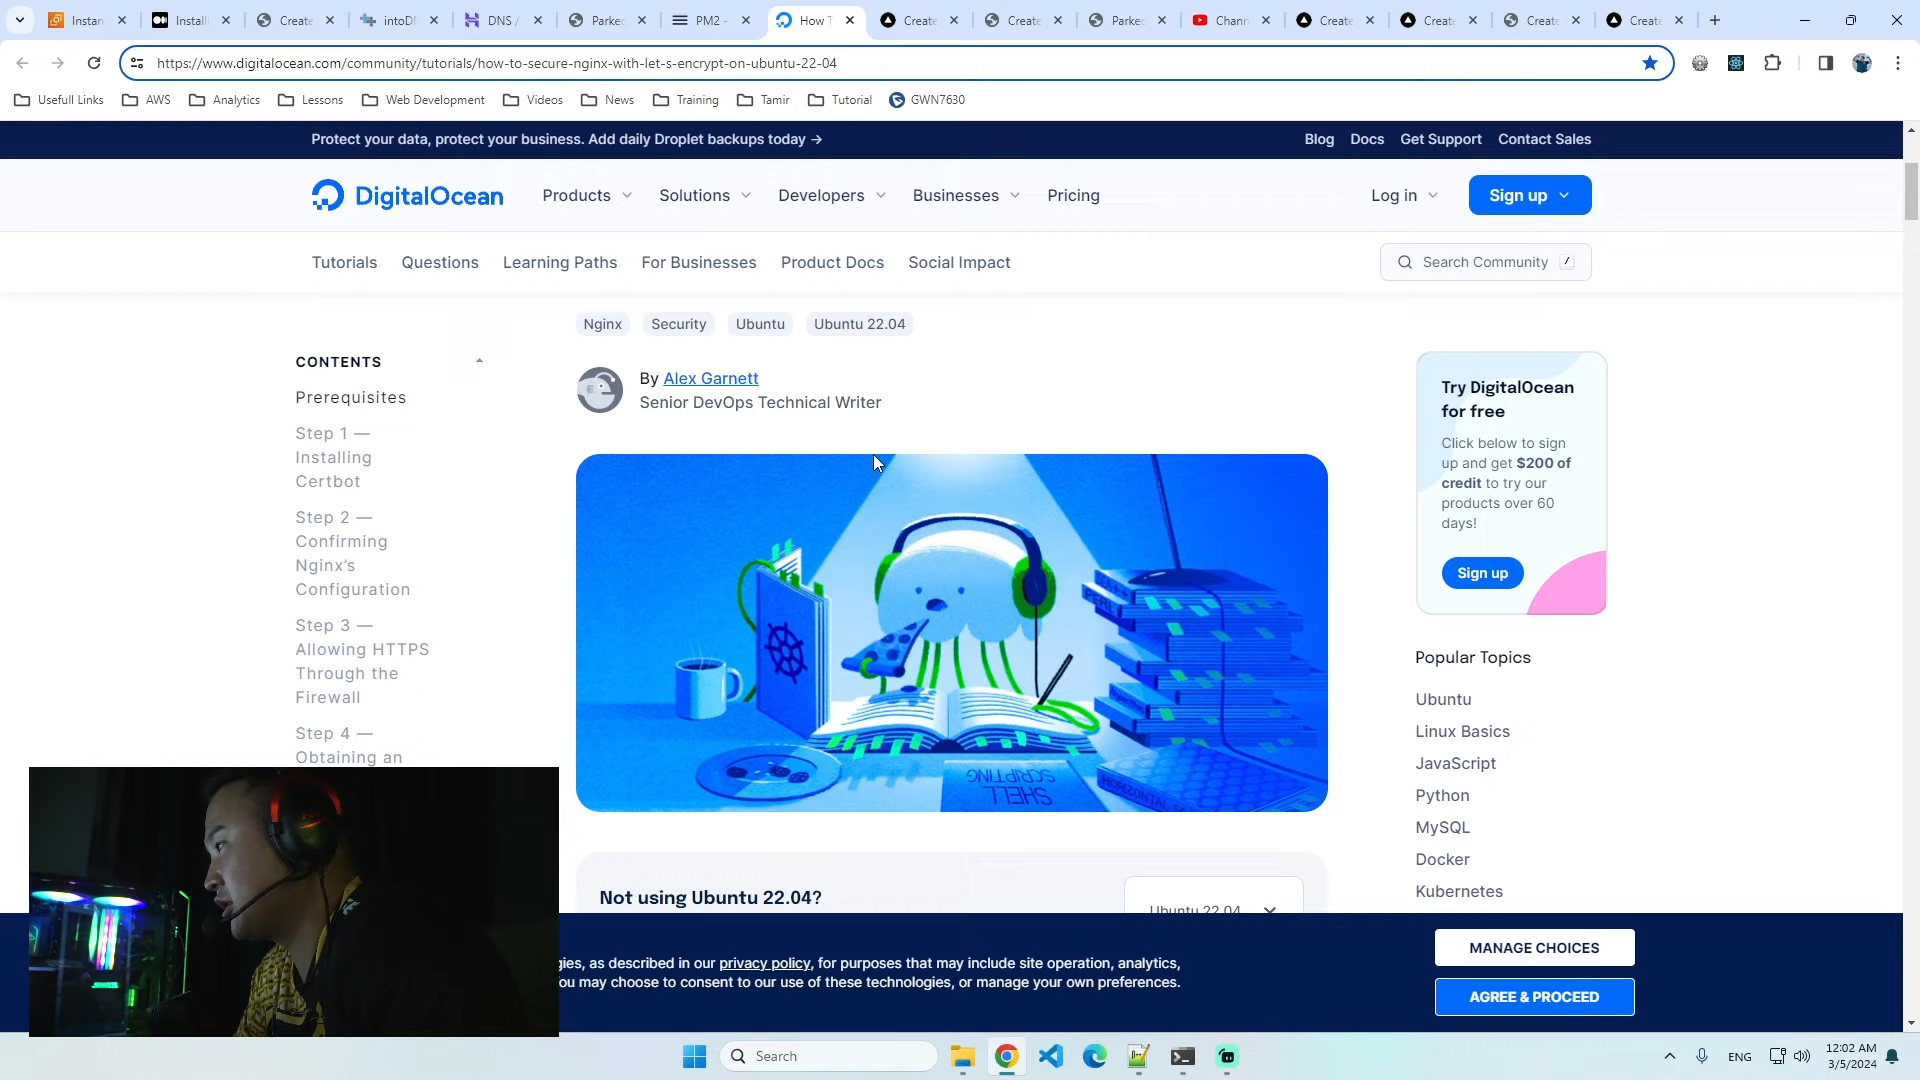 Instan
Install
Create
intoD
DNS /
Parkec
PM2 -
How T
Create
Create
Parkec
Chan
Create
Create
Create
Create
https://www.digitalocean.com/community/tutorials/how-to-secure-nginx-with-let-s-encrypt-on-ubuntu-22-04
Usefull Links
AWS
Analytics
Lessons
Web Development
Videos
News
Training
Tamir
Tutorial
GWN7630
Protect your data, protect your business. Add daily Droplet backups today →
Blog
Docs
Get Support
Contact Sales
DigitalOcean
Products
Solutions
Developers
Businesses
Pricing
Log in
Sign up
Tutorials
Questions
Learning Paths
For Businesses
Product Docs
Social Impact
Search Community /
Nginx
Security
Ubuntu
Ubuntu 22.04
CONTENTS
Prerequisites
Step 1 —
Installing
Certbot
Step 2 —
Confirming
Nginx's
Configuration
Step 3 —
Allowing HTTPS
Through the
Firewall
Step 4 —
Obtaining an
By Alex Garnett
Senior DevOps Technical Writer
PERL
SCRIPTING
SHELL
HORIZONTAL
Try DigitalOcean
for free
Click below to sign
up and get $200 of
credit to try our
products over 60
days!
Sign up
Popular Topics
Ubuntu
Linux Basics
JavaScript
Python
MySQL
Docker
Kubernetes
Not using Ubuntu 22.04?
Ubuntu 22.04
gies, as described in our privacy policy, for purposes that may include site operation, analytics,
ou may choose to consent to our use of these technologies, or manage your own preferences.
MANAGE CHOICES
AGREE & PROCEED
Search
ENG
12:02 AM
3/5/2024